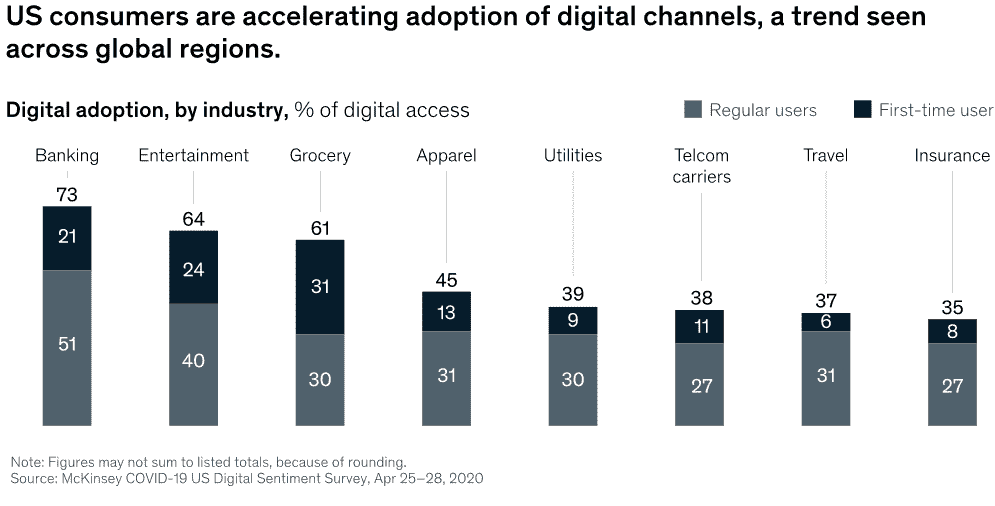 US consumers are accelerating adoption of digital channels, a trend seen
across global regions.
Digital adoption, by industry, % of digital access
Regular users
First-time user
Banking
Entertainment
Grocery
Apparel
Utilities
Telcom
carriers
Travel
Insurance
73
64
61
45
39
38
37
35
21
24
31
13
9
11
6
8
51
40
30
31
30
27
31
27
Note: Figures may not sum to listed totals, because of rounding.
Source: McKinsey COVID-19 US Digital Sentiment Survey, Apr 25–28, 2020